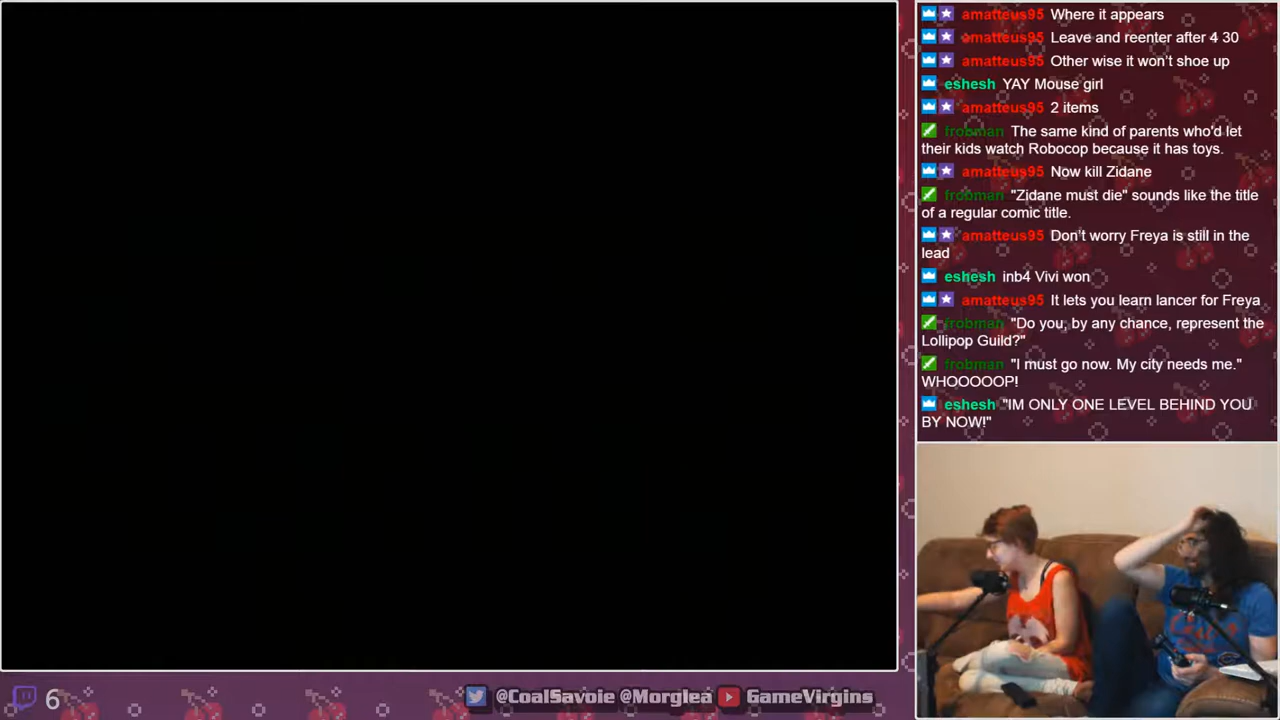 amatteus95 Where it appears
amatteus95 Leave and reenter after 4 30
amatteus95 Other wise it won't shoe up
eshesh YAY Mouse girl
amatteus95 2 items
frobman The same kind of parents who'd let
their kids watch Robocop because it has toys.
amatteus95 Now kill Zidane
frobman "Zidane must die" sounds like the title
of a regular comic title.
amatteus95 Don't worry Freya is still in the
lead
eshesh inb4 Vivi won
amatteus95 It lets you learn lancer for Freya
frobman "Do you, by any chance, represent the
Lollipop Guild?"
frobman "I must go now. My city needs me."
WHOOOOOP!
eshesh "IM ONLY ONE LEVEL BEHIND YOU
BY NOW!"
6 @CoalSavoie @Morglea GameVirgins